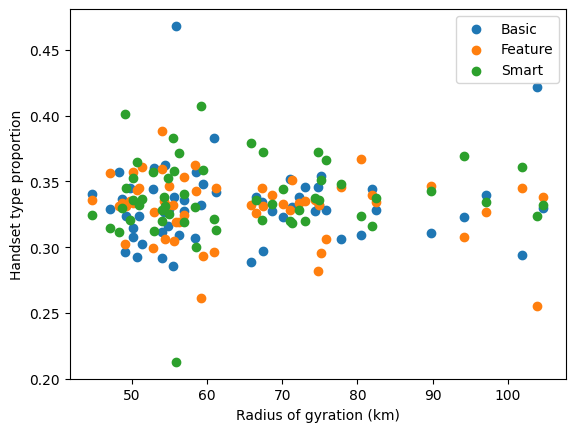 Basic
Feature
Smart
Handset type proportion
0.45
0.40
0.35
0.30
0.25
0.20
50 60 70 80 90 100
Radius of gyration (km)